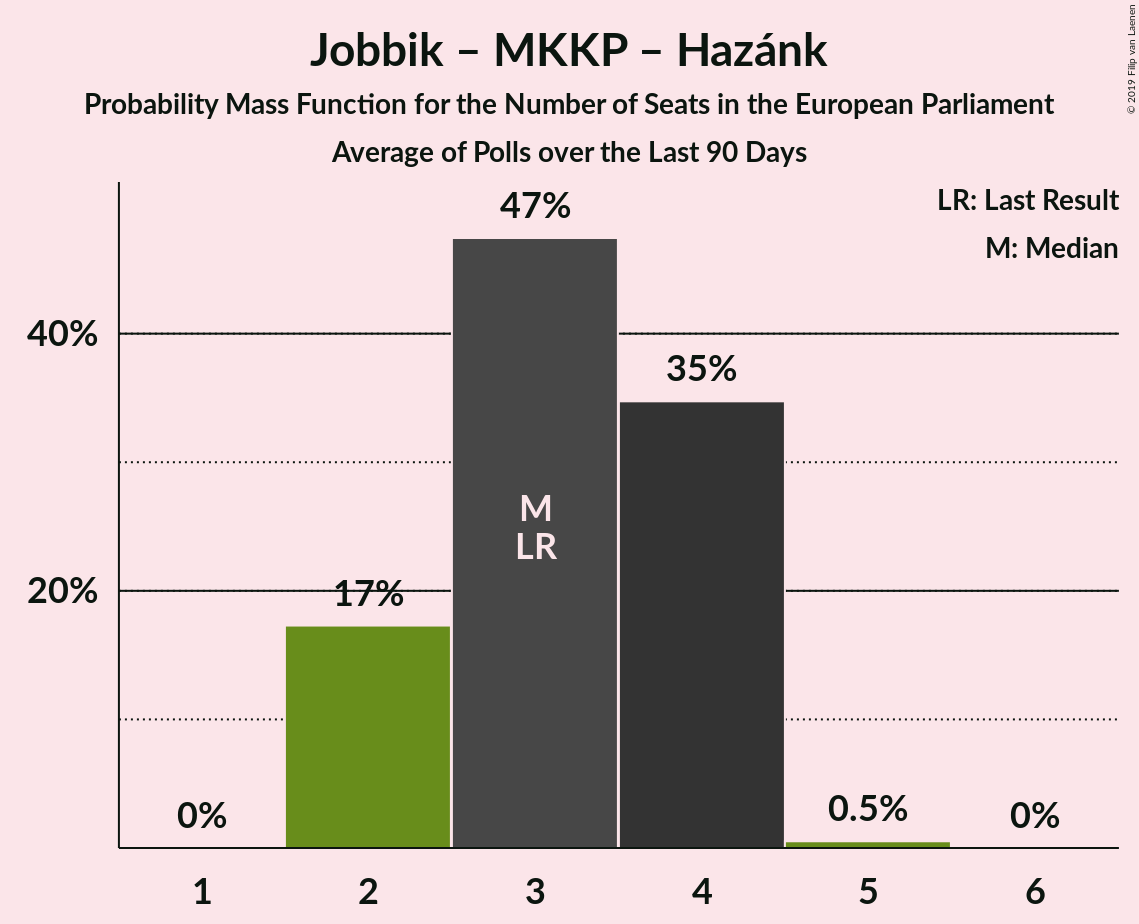 Jobbik – MKKP – Hazánk
Probability Mass Function for the Number of Seats in the European Parliament
Average of Polls over the Last 90 Days
© 2019 Filip van Laenen
LR: Last Result
M: Median
47%
40%
35%
M
LR
20%
17%
0%
0.5%
0%
1 2 3 4 5 6